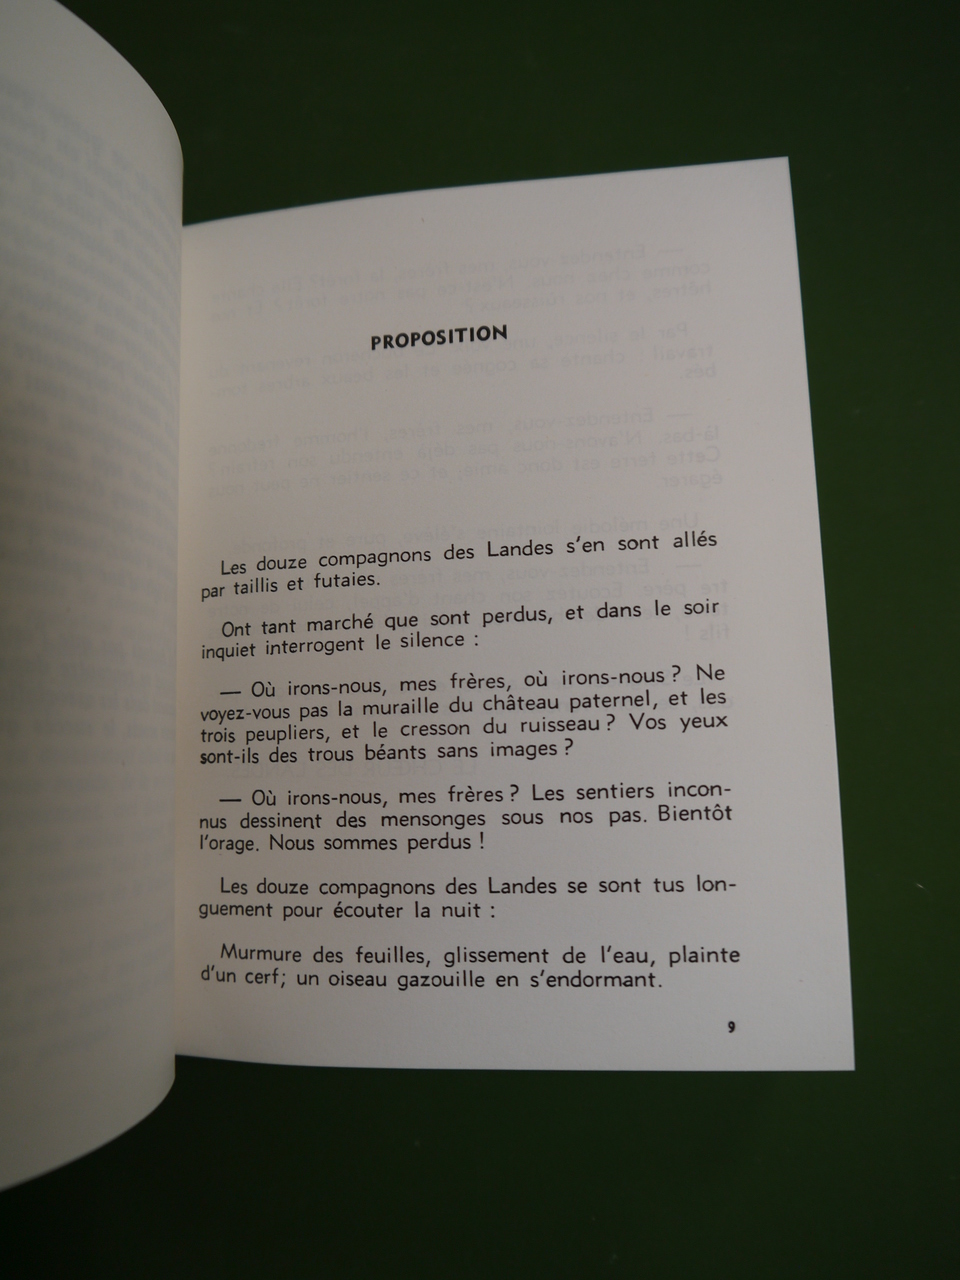 PROPOSITION
Les douze compagnons des Landes s'en sont allés
par taillis et futaies.
Ont tant marché que sont perdus, et dans le soir
inquiet interrogent le silence :
— Où irons-nous, mes frères, où irons-nous ? Ne
voyez-vous pas la muraille du château paternel, et les
trois peupliers, et le cresson du ruisseau ? Vos yeux
sont-ils des trous béants sans images ?
— Où irons-nous, mes frères ? Les sentiers incon-
nus dessinent des mensonges sous nos pas. Bientôt
l'orage. Nous sommes perdus !
Les douze compagnons des Landes se sont tus lon-
guement pour écouter la nuit :
Murmure des feuilles, glissement de l'eau, plainte
d'un cerf; un oiseau gazouille en s'endormant.
9